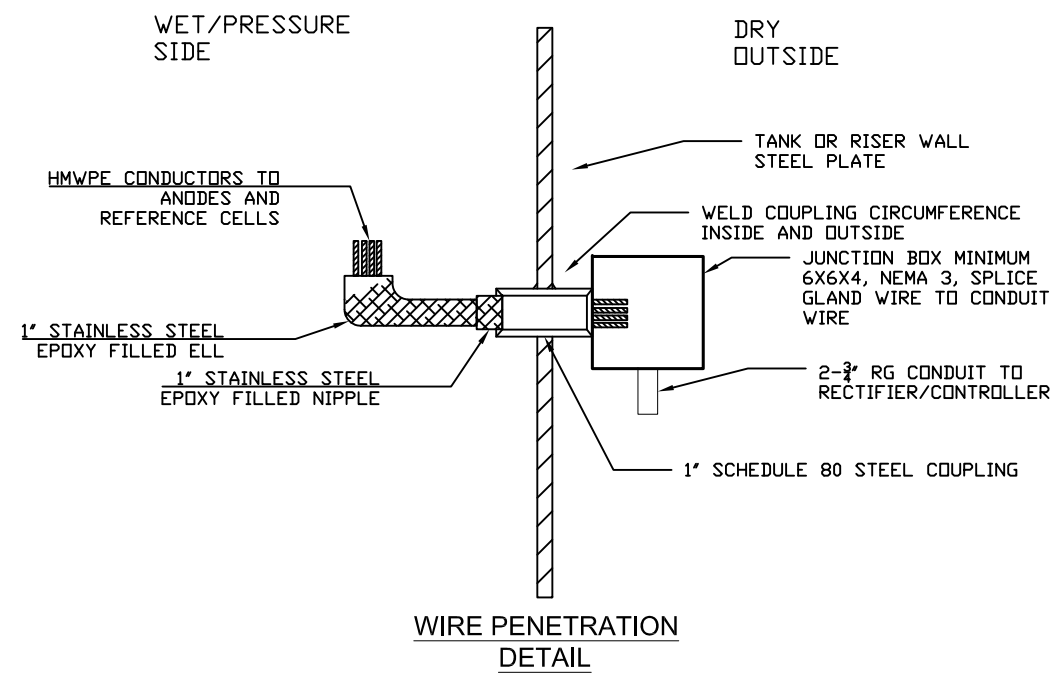 WET/PRESSURE
SIDE
DRY
OUTSIDE
TANK OR RISER WALL
STEEL PLATE
HMWPE CONDUCTORS TO
ANODES AND
REFERENCE CELLS
WELD COUPLING CIRCUMFERENCE
INSIDE AND OUTSIDE
JUNCTION BOX MINIMUM
6X6X4, NEMA 3, SPLICE
GLAND WIRE TO CONDUIT
WIRE
1" STAINLESS STEEL
EPOXY FILLED ELL
1" STAINLESS STEEL
EPOXY FILLED NIPPLE
2-3/4" RG CONDUIT TO
RECTIFIER/CONTROLLER
1" SCHEDULE 80 STEEL COUPLING
WIRE PENETRATION
DETAIL